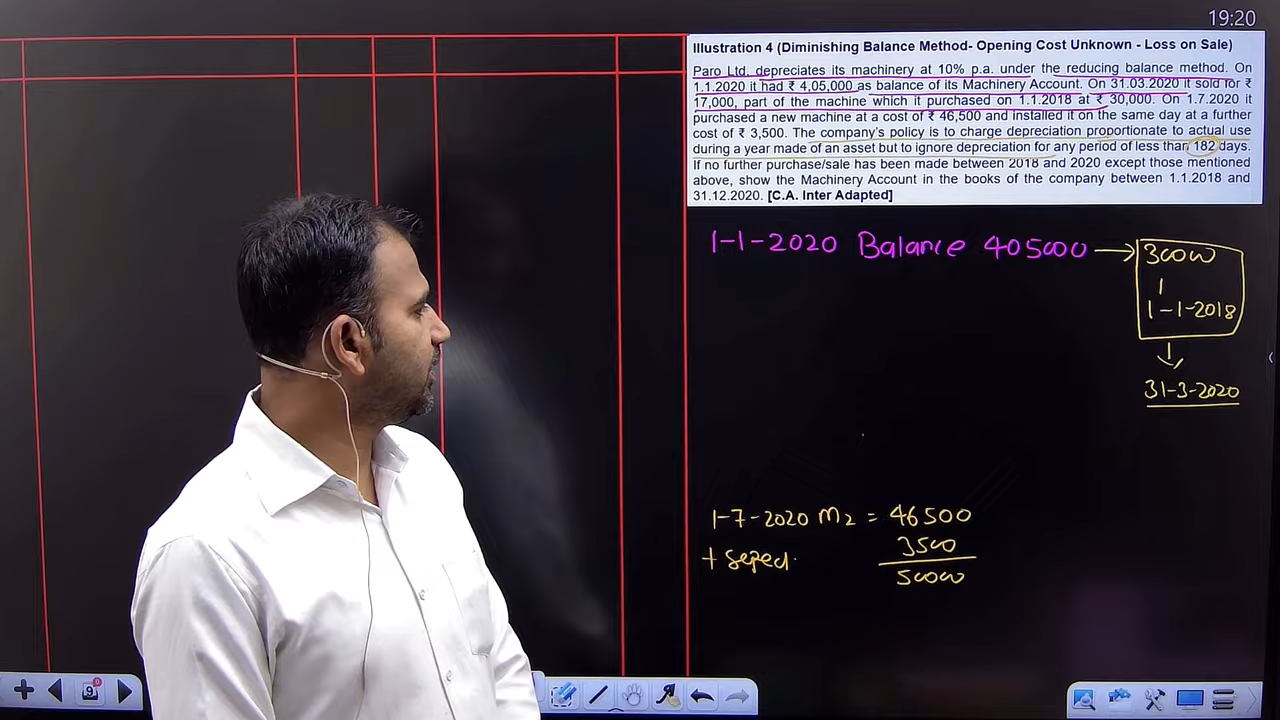 19:20
Illustration 4 (Diminishing Balance Method- Opening Cost Unknown - Loss on Sale)
Paro Ltd. depreciates its machinery at 10% p.a. under the reducing balance method. On
1.1.2020 it had ₹ 4,05,000 as balance of its Machinery Account. On 31.03.2020 it sold for ₹
17,000, part of the machine which it purchased on 1.1.2018 at ₹ 30,000. On 1.7.2020 it
purchased a new machine at a cost of ₹ 46,500 and installed it on the same day at a further
cost of ₹ 3,500. The company's policy is to charge depreciation proportionate to actual use
during a year made of an asset but to ignore depreciation for any period of less than 182 days.
If no further purchase/sale has been made between 2018 and 2020 except those mentioned
above, show the Machinery Account in the books of the company between 1.1.2018 and
31.12.2020. [C.A. Inter Adapted]
1-1-2020 Balance 405000 → 30000
1-1-2018
31-3-2020
1-7-2020 M2 = 46500
+ 3500
50000
9